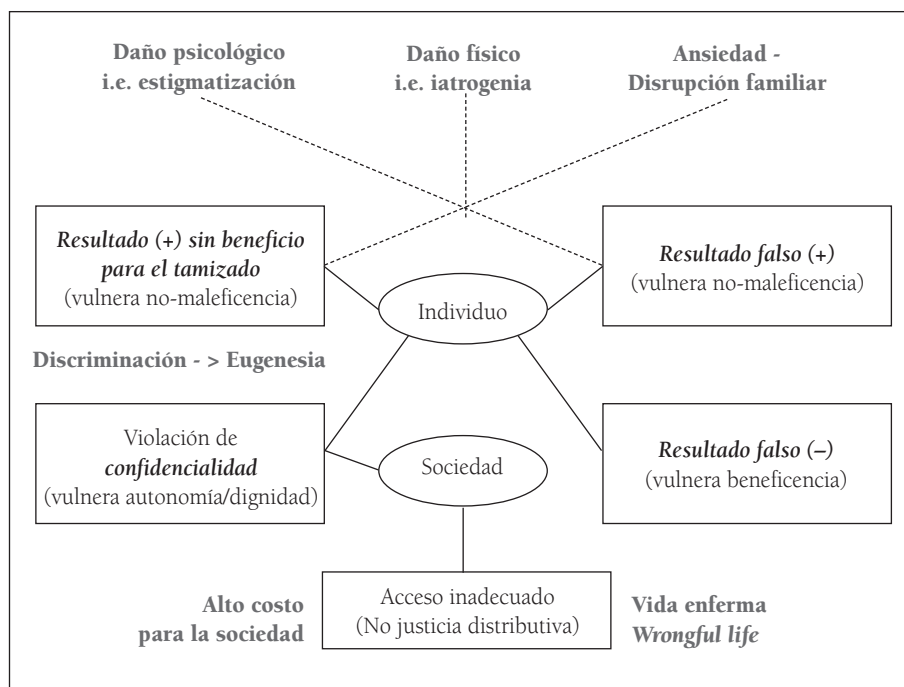 Daño psicológico
i.e. estigmatización
Daño físico
i.e. iatrogenia
Ansiedad -
Disrupción familiar
Resultado (+) sin beneficio
para el tamizado
(vulnera no-maleficencia)
Resultado falso (+)
(vulnera no-maleficencia)
Individuo
Discriminación - > Eugenesia
Violación de
confidencialidad
(vulnera autonomía/dignidad)
Sociedad
Resultado falso (–)
(vulnera beneficencia)
Alto costo
para la sociedad
Acceso inadecuado
(No justicia distributiva)
Vida enferma
Wrongful life